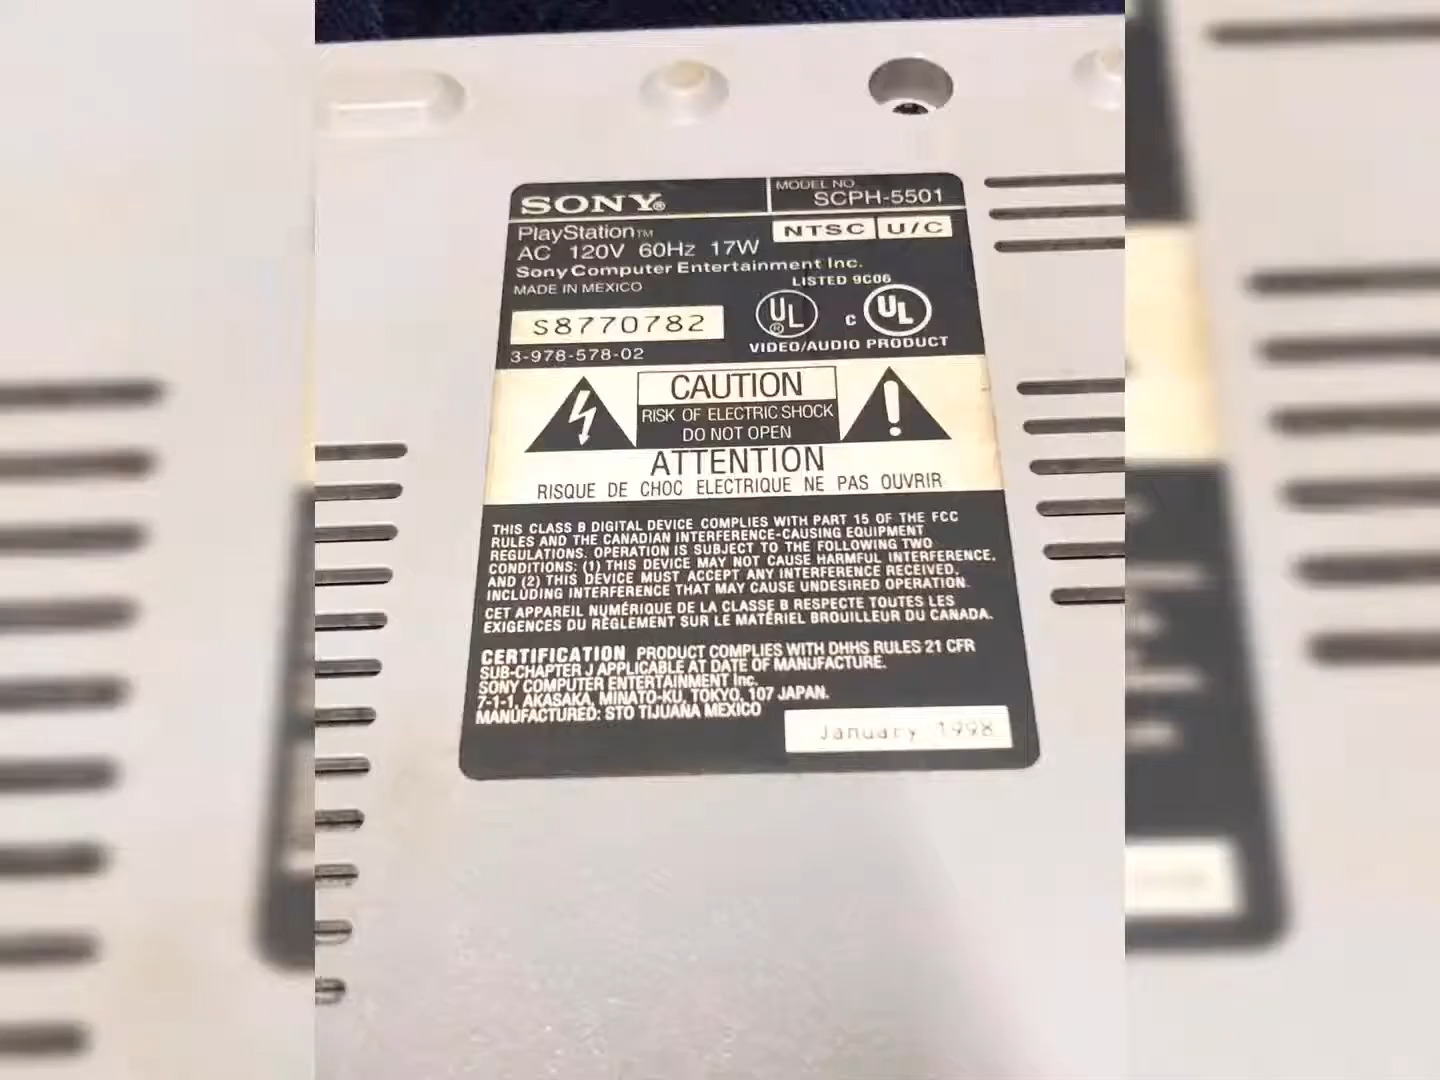 SONY®
MODEL NO.
SCPH-5501
PlayStation™
NTSC U/C
AC 120V 60Hz 17W
Sony Computer Entertainment Inc.
MADE IN MEXICO
LISTED 9C06
S8770782
UL ®
C UL
3-978-578-02
VIDEO/AUDIO PRODUCT
CAUTION
RISK OF ELECTRIC SHOCK
DO NOT OPEN
ATTENTION
RISQUE DE CHOC ELECTRIQUE NE PAS OUVRIR
THIS CLASS B DIGITAL DEVICE COMPLIES WITH PART 15 OF THE FCC
RULES AND THE CANADIAN INTERFERENCE-CAUSING EQUIPMENT
REGULATIONS. OPERATION IS SUBJECT TO THE FOLLOWING TWO
CONDITIONS: (1) THIS DEVICE MAY NOT CAUSE HARMFUL INTERFERENCE,
AND (2) THIS DEVICE MUST ACCEPT ANY INTERFERENCE RECEIVED,
INCLUDING INTERFERENCE THAT MAY CAUSE UNDESIRED OPERATION.
CET APPAREIL NUMÉRIQUE DE LA CLASSE B RESPECTE TOUTES LES
EXIGENCES DU RÈGLEMENT SUR LE MATÉRIEL BROUILLEUR DU CANADA.
CERTIFICATION PRODUCT COMPLIES WITH DHHS RULES 21 CFR
SUB-CHAPTER J APPLICABLE AT DATE OF MANUFACTURE.
SONY COMPUTER ENTERTAINMENT Inc.
7-1-1, AKASAKA, MINATO-KU, TOKYO, 107 JAPAN.
MANUFACTURED: STO TIJUANA MEXICO
January 1998